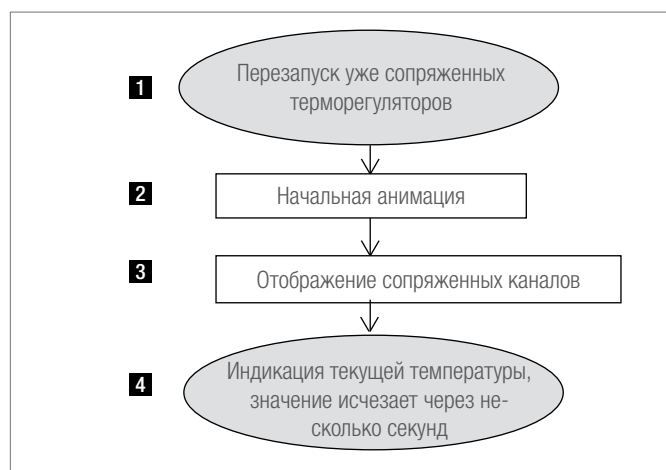 1
Перезапуск уже сопряженных
терморегуляторов
2
Начальная анимация
3
Отображение сопряженных каналов
4
Индикация текущей температуры,
значение исчезает через не-
сколько секунд